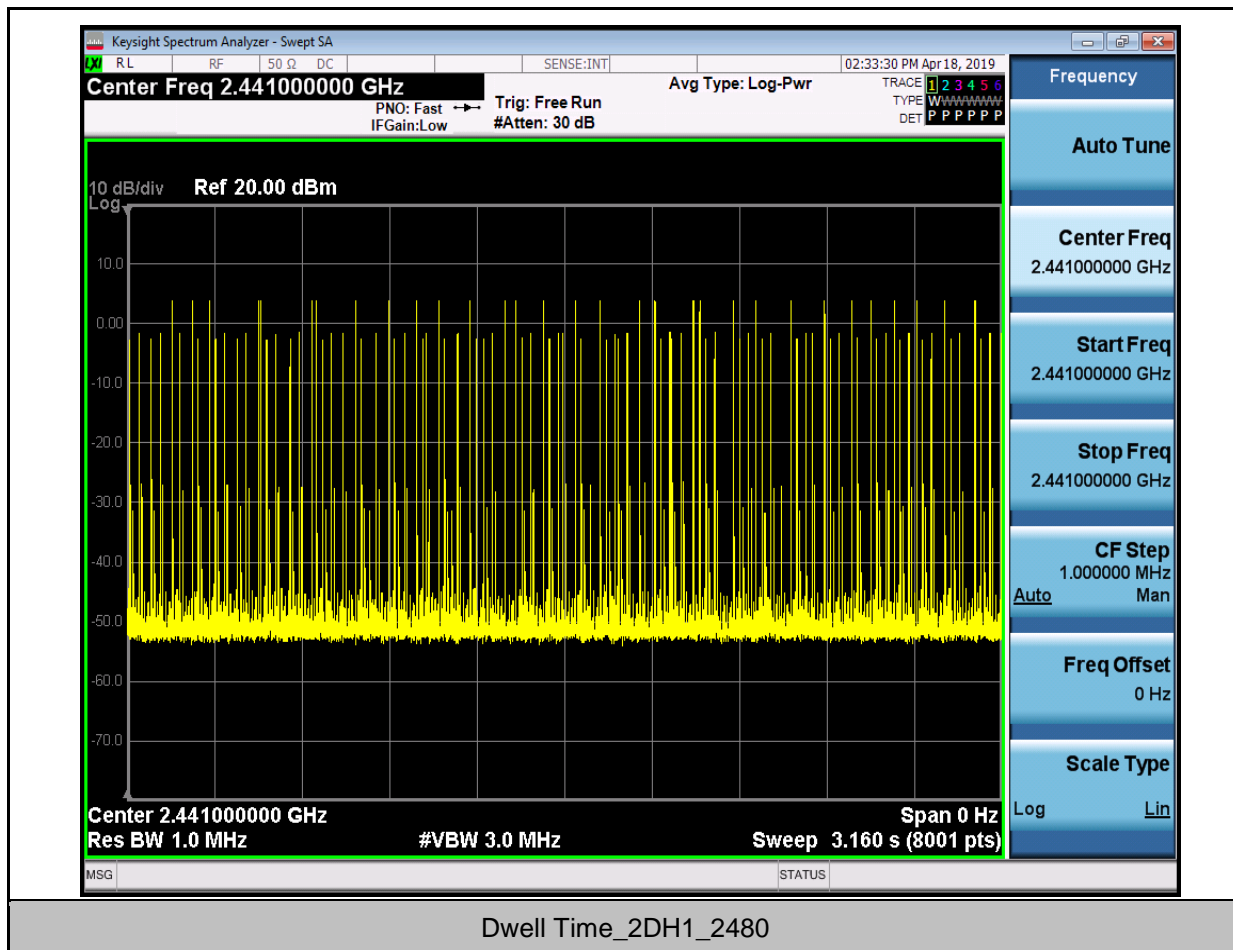 Keysight Spectrum Analyzer - Swept SA
LXI RL RF 50 Ω DC SENSE:INT 02:33:30 PM Apr 18, 2019
Center Freq 2.441000000 GHz
PNO: Fast
IFGain:Low
Trig: Free Run
#Atten: 30 dB
Avg Type: Log-Pwr
TRACE 1 2 3 4 5 6
TYPE WWWWWW
DET P P P P P P
10 dB/div Ref 20.00 dBm
Log
10.0
0.00
-10.0
-20.0
-30.0
-40.0
-50.0
-60.0
-70.0
Center 2.441000000 GHz Span 0 Hz
Res BW 1.0 MHz #VBW 3.0 MHz Sweep 3.160 s (8001 pts)
MSG STATUS
Frequency
Auto Tune
Center Freq
2.441000000 GHz
Start Freq
2.441000000 GHz
Stop Freq
2.441000000 GHz
CF Step
1.000000 MHz
Auto Man
Freq Offset
0 Hz
Scale Type
Log Lin
Dwell Time_2DH1_2480